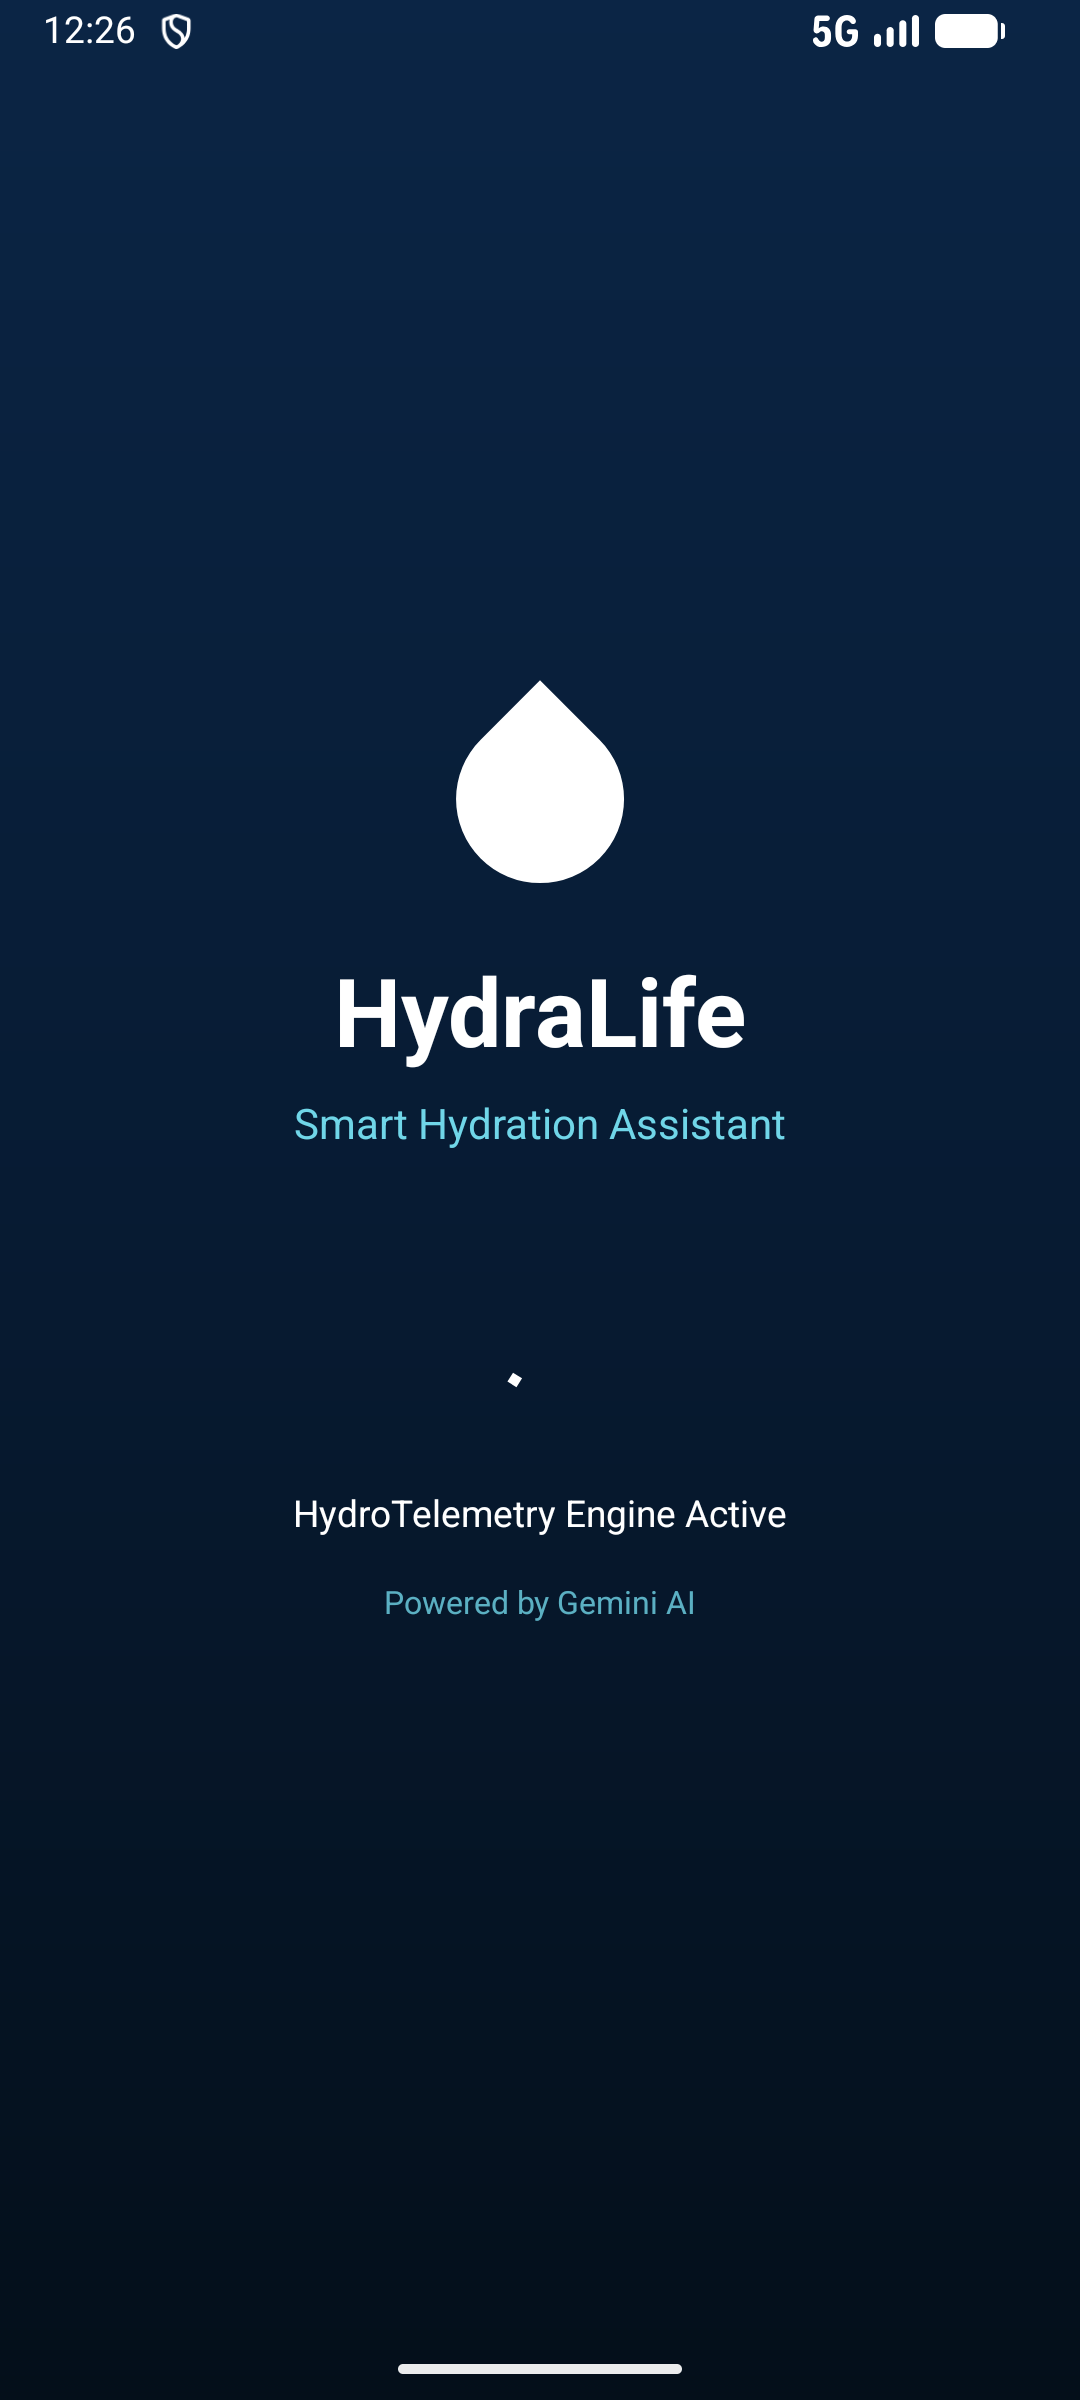 12:26
5G
HydraLife
Smart Hydration Assistant
HydroTelemetry Engine Active
Powered by Gemini AI